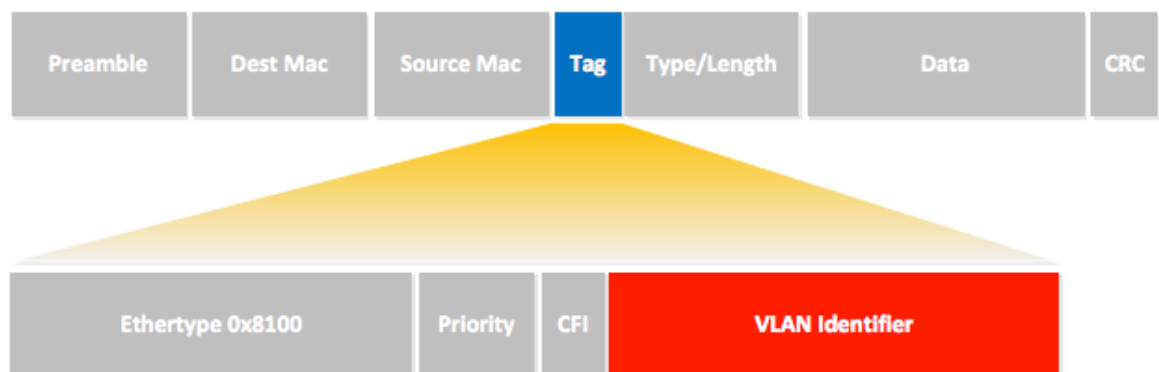 Preamble
Dest Mac
Source Mac
Tag
Type/Length
Data
CRC
Ethertype 0x8100
Priority
CFI
VLAN Identifier